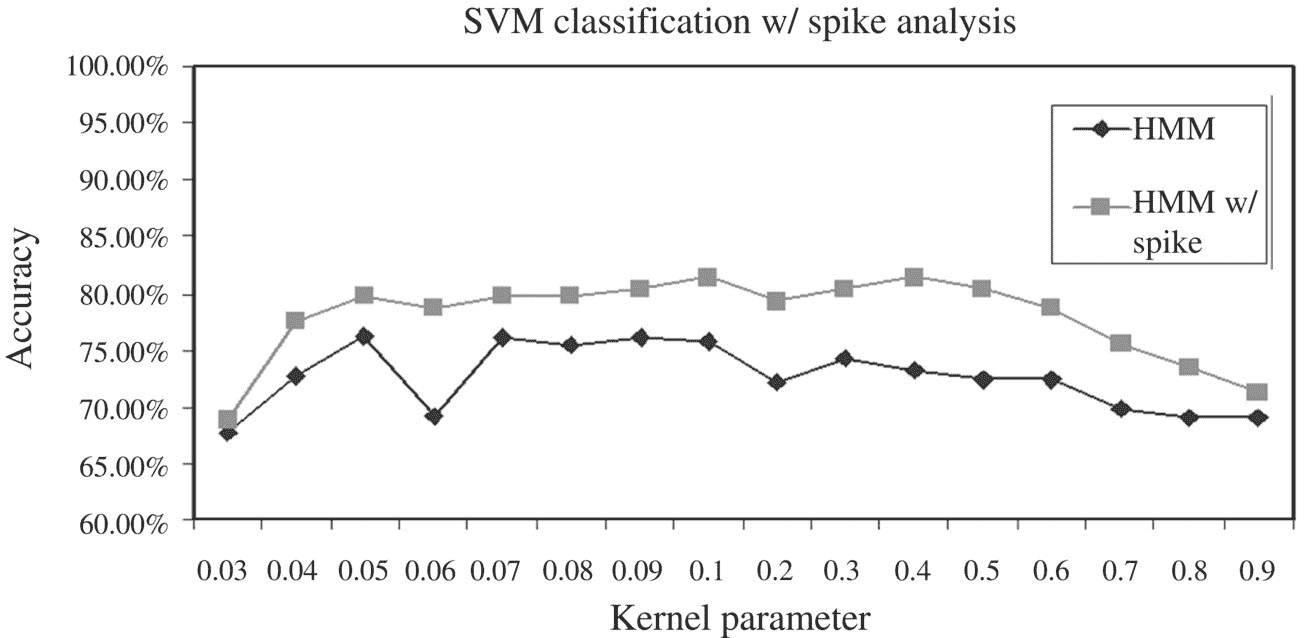 SVM classification w/ spike analysis
100.00%
95.00%
90.00%
85.00%
80.00%
75.00%
70.00%
65.00%
60.00%
Accuracy
HMM
HMM w/
spike
0.03 0.04 0.05 0.06 0.07 0.08 0.09 0.1 0.2 0.3 0.4 0.5 0.6 0.7 0.8 0.9
Kernel parameter